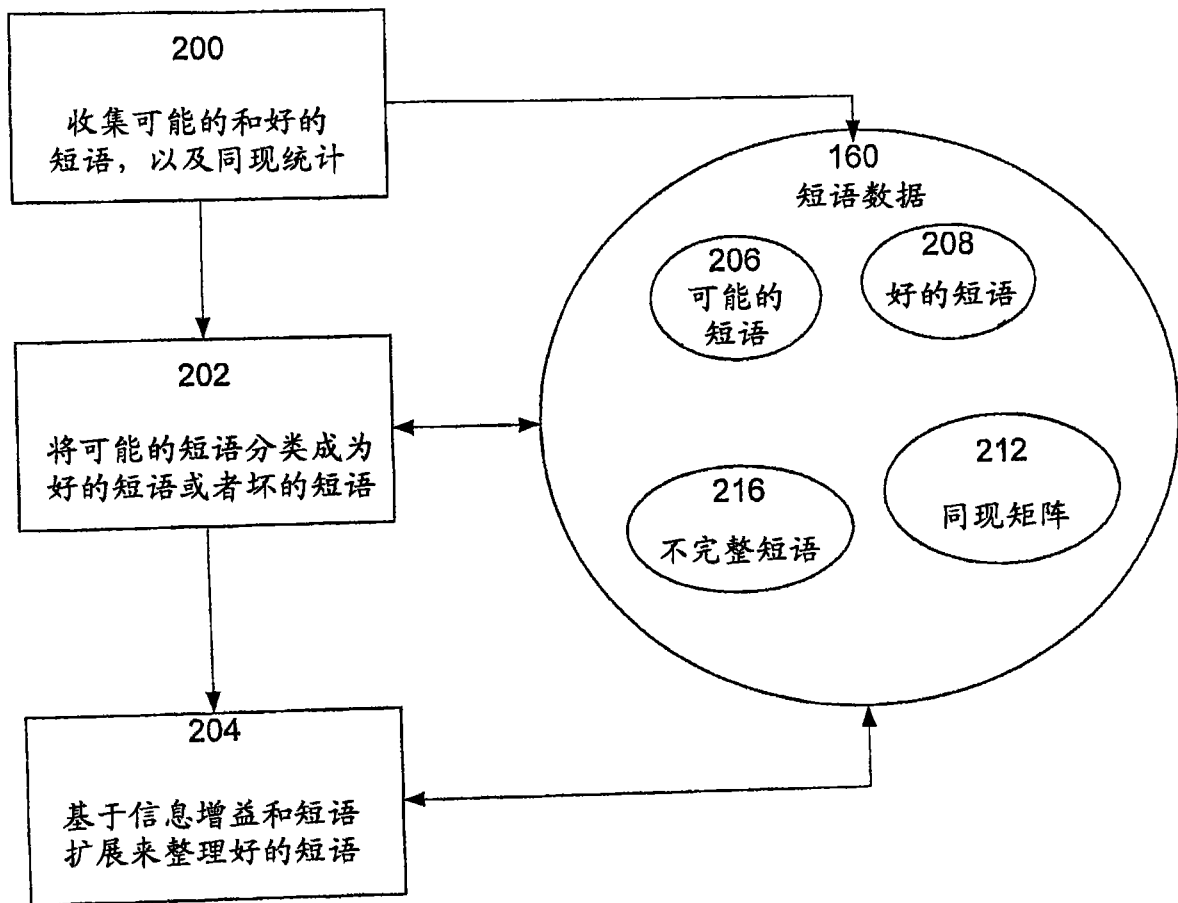 200
收集可能的和好的
短语，以及同现统计
160
短语数据
206
可能的
短语
208
好的短语
202
将可能的短语分类成为
好的短语或者坏的短语
216
不完整短语
212
同现矩阵
204
基于信息增益和短语
扩展来整理好的短语